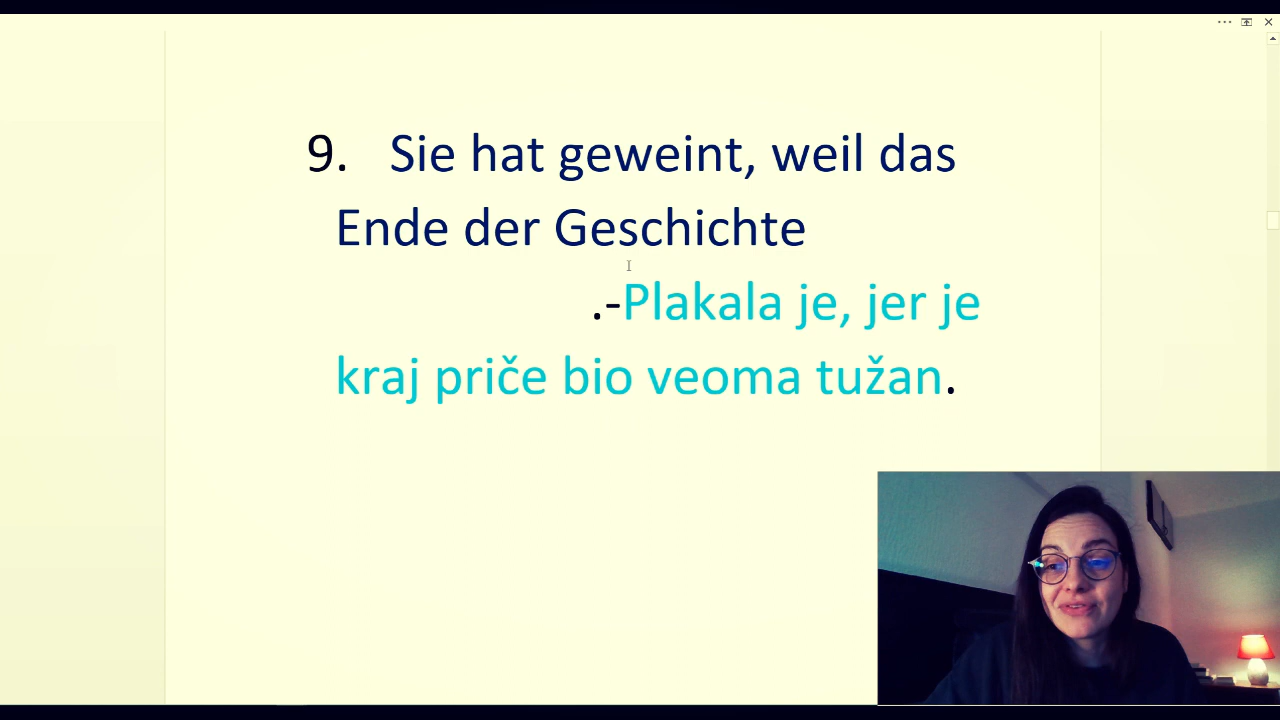 9. Sie hat geweint, weil das
Ende der Geschichte
.-Plakala je, jer je
kraj priče bio veoma tužan.